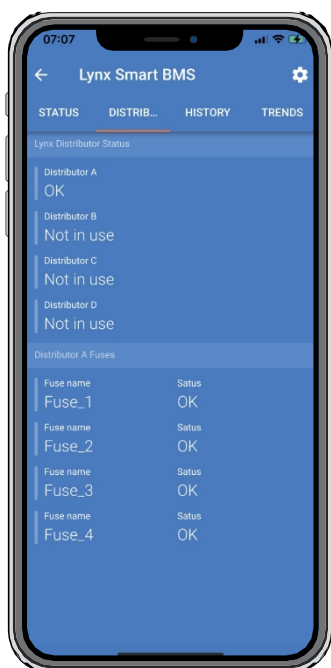 07:07
Lynx Smart BMS
STATUS DISTRIB... HISTORY TRENDS
Lynx Distributor Status
Distributor A
OK
Distributor B
Not in use
Distributor C
Not in use
Distributor D
Not in use
Distributor A Fuses
Fuse name Satus
Fuse_1 OK
Fuse name Satus
Fuse_2 OK
Fuse name Satus
Fuse_3 OK
Fuse name Satus
Fuse_4 OK